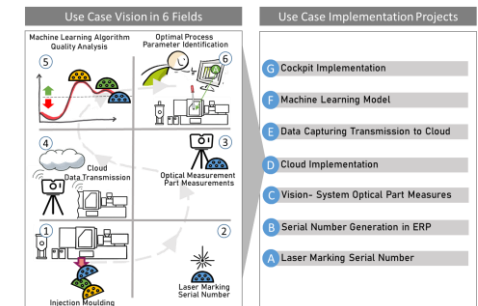 Use Case Vision in 6 Fields
Machine Learning Algorithm
Quality Analysis
5
Optimal Process
Parameter Identification
6
4
Cloud
Data Transmission
3
Optical Measurement
Part Measurements
1
Injection Moulding
2
Laser Marking
Serial Number
Use Case Implementation Projects
G Cockpit Implementation
F Machine Learning Model
E Data Capturing Transmission to Cloud
D Cloud Implementation
C Vision- System Optical Part Measures
B Serial Number Generation in ERP
A Laser Marking Serial Number